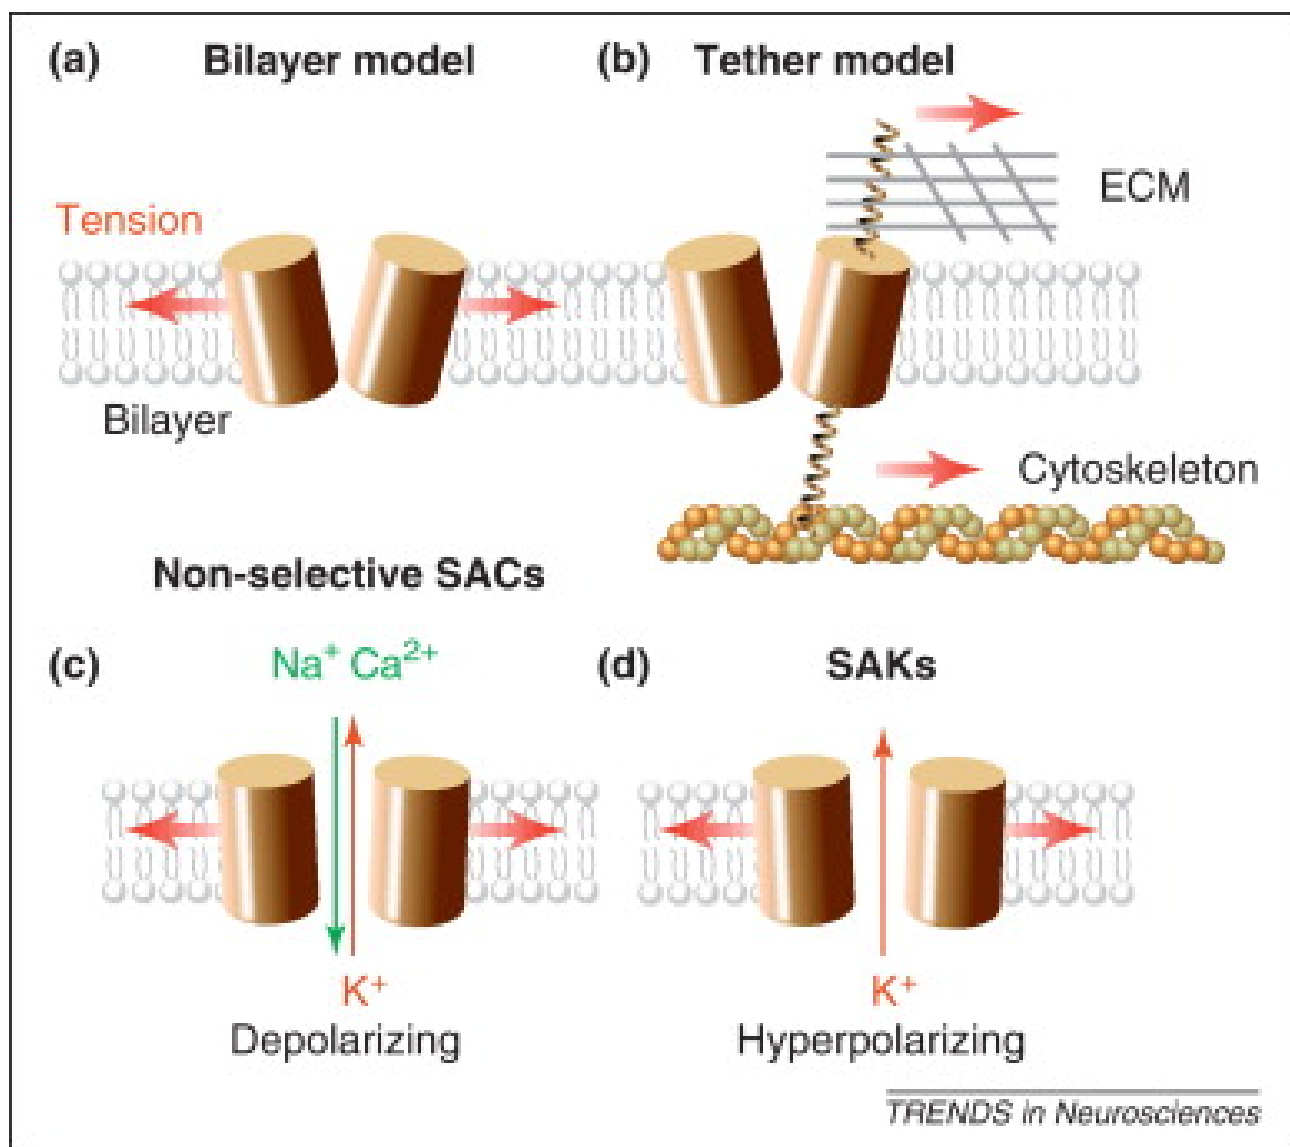 (a) Bilayer model
(b) Tether model
ECM
Tension
Bilayer
Cytoskeleton
Non-selective SACs
(c) Na⁺ Ca²⁺
(d) SAKs
K⁺
Depolarizing
K⁺
Hyperpolarizing
TRENDS in Neurosciences